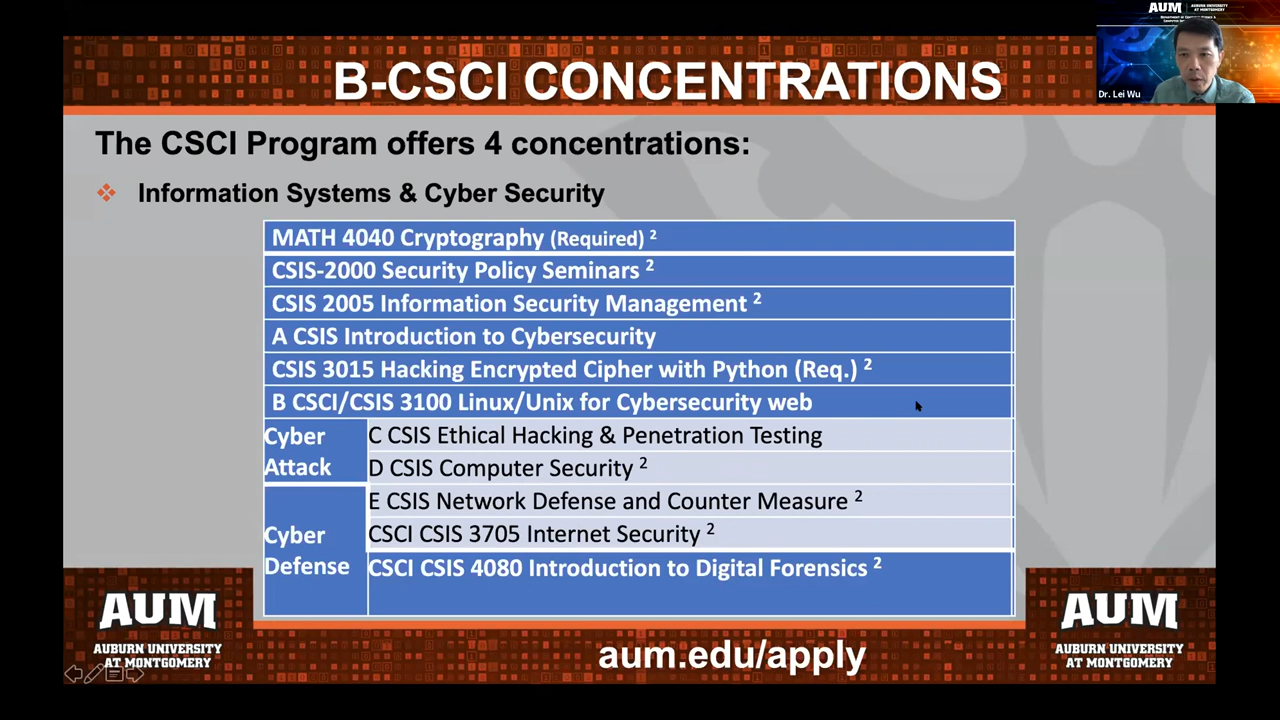 AUM
AUBURN UNIVERSITY
AT MONTGOMERY
Dr. Lei Wu
B-CSCI CONCENTRATIONS
The CSCI Program offers 4 concentrations:
Information Systems & Cyber Security
MATH 4040 Cryptography (Required) ²
CSIS-2000 Security Policy Seminars ²
CSIS 2005 Information Security Management ²
A CSIS Introduction to Cybersecurity
CSIS 3015 Hacking Encrypted Cipher with Python (Req.) ²
B CSCI/CSIS 3100 Linux/Unix for Cybersecurity web
Cyber
Attack
C CSIS Ethical Hacking & Penetration Testing
D CSIS Computer Security ²
Cyber
Defense
E CSIS Network Defense and Counter Measure ²
CSCI CSIS 3705 Internet Security ²
CSCI CSIS 4080 Introduction to Digital Forensics ²
AUM
AUBURN UNIVERSITY
AT MONTGOMERY
aum.edu/apply
AUM
AUBURN UNIVERSITY
AT MONTGOMERY